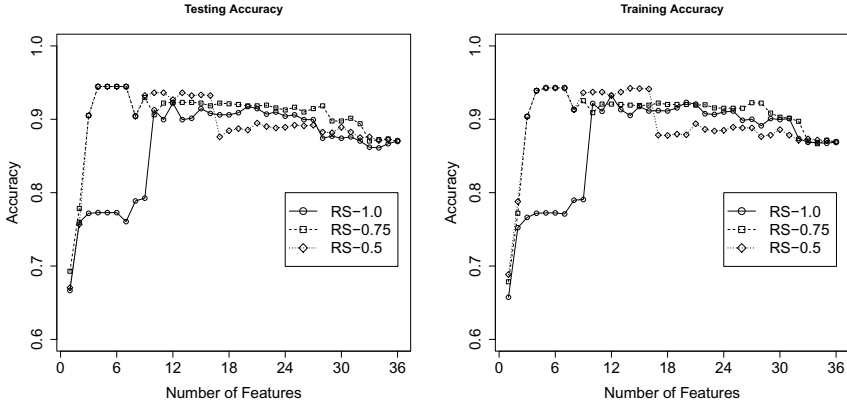 Testing Accuracy
Accuracy
1.0
0.9
0.8
0.7
0.6
RS−1.0
RS−0.75
RS−0.5
0 6 12 18 24 30 36
Number of Features
Training Accuracy
Accuracy
1.0
0.9
0.8
0.7
0.6
RS−1.0
RS−0.75
RS−0.5
0 6 12 18 24 30 36
Number of Features